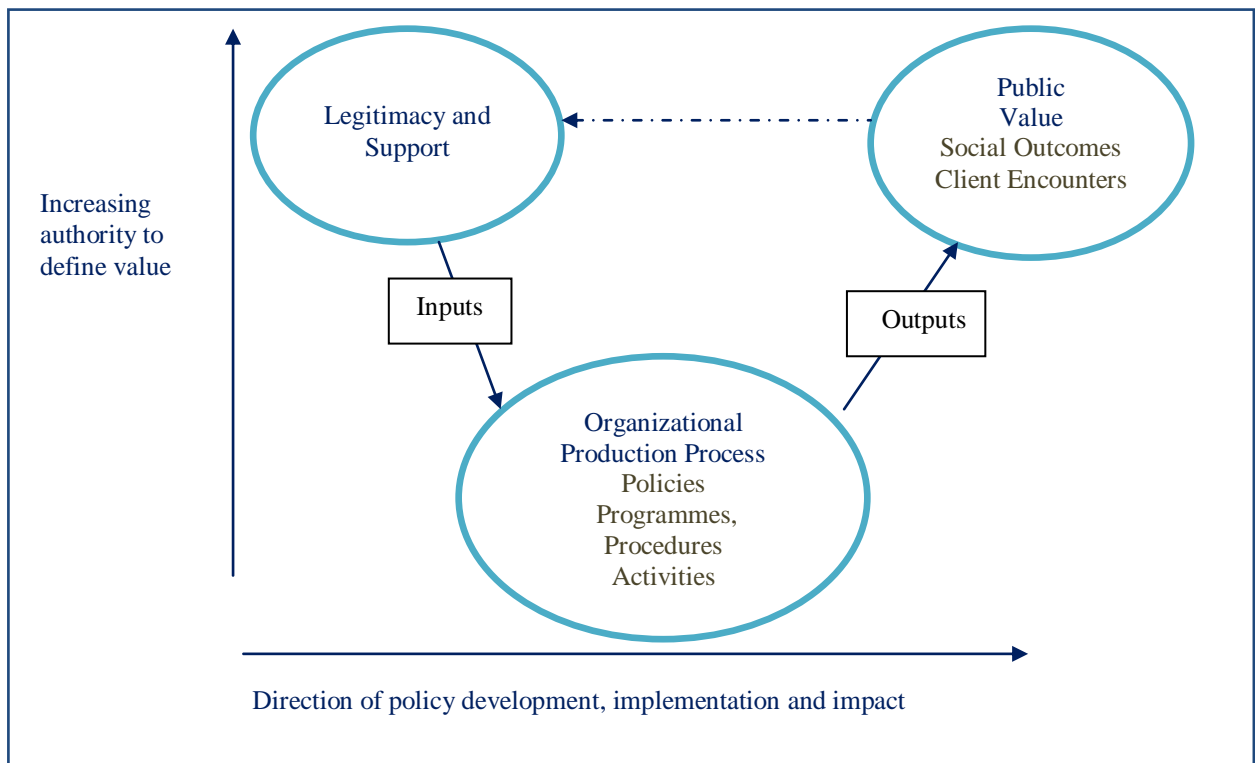 Legitimacy and
Support
Public
Value
Social Outcomes
Client Encounters
Increasing
authority to
define value
Inputs
Outputs
Organizational
Production Process
Policies
Programmes,
Procedures
Activities
Direction of policy development, implementation and impact